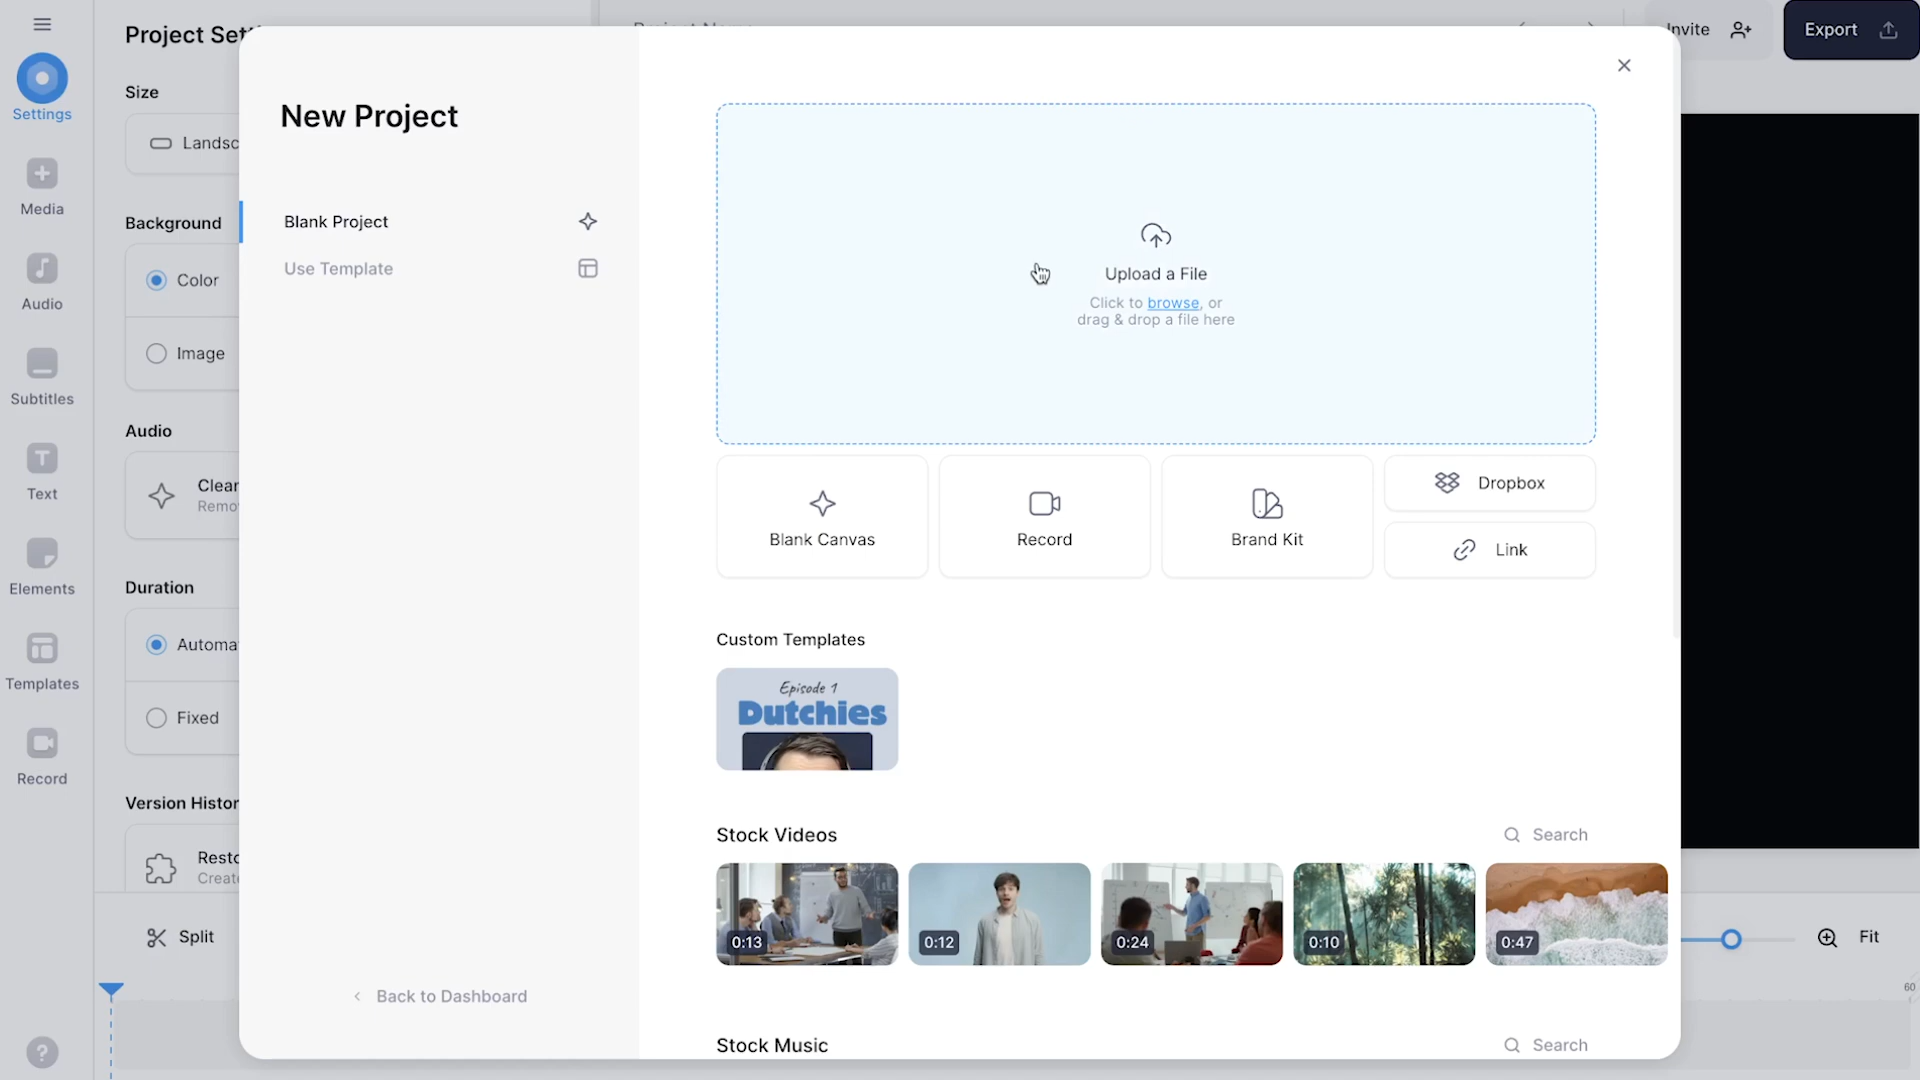 Project Sett
Invite
Export
Settings
Size
Landsc
Media
Background
Color
Audio
Image
Subtitles
Audio
Text
Clear
Remo
Elements
Duration
Automa
Templates
Fixed
Record
Version Histor
Resto
Create
Split
?
New Project
Blank Project
Use Template
Back to Dashboard
Upload a File
Click to browse, or
drag & drop a file here
Blank Canvas
Record
Brand Kit
Dropbox
Link
Custom Templates
Episode 1
Dutchies
Stock Videos
Search
0:13
0:12
0:24
0:10
0:47
Stock Music
Search
Fit
60